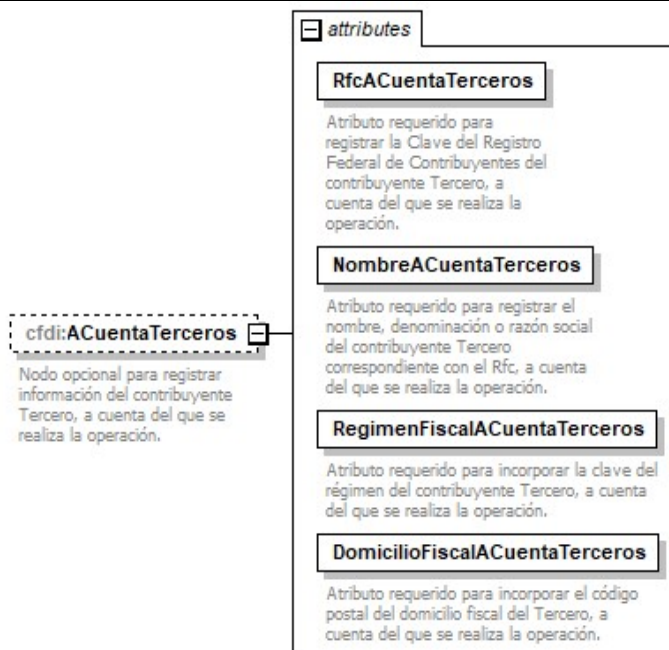 attributes
RfcACuentaTerceros
Atributo requerido para
registrar la Clave del Registro
Federal de Contribuyentes del
contribuyente Tercero, a
cuenta del que se realiza la
operación.
NombreACuentaTerceros
Atributo requerido para registrar el
nombre, denominación o razón social
del contribuyente Tercero
correspondiente con el Rfc, a cuenta
del que se realiza la operación.
cfdi:ACuentaTerceros
Nodo opcional para registrar
información del contribuyente
Tercero, a cuenta del que se
realiza la operación.
RegimenFiscalACuentaTerceros
Atributo requerido para incorporar la clave del
régimen del contribuyente Tercero, a cuenta
del que se realiza la operación.
DomicilioFiscalACuentaTerceros
Atributo requerido para incorporar el código
postal del domicilio fiscal del Tercero, a
cuenta del que se realiza la operación.